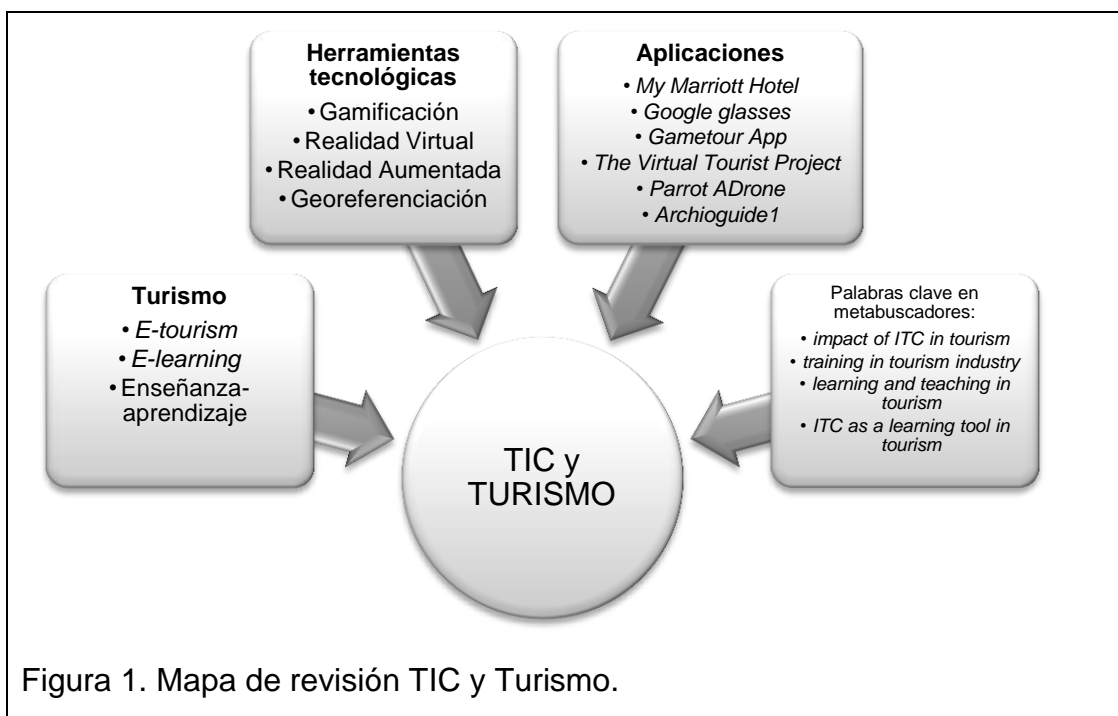 Herramientas
tecnológicas
• Gamificación
• Realidad Virtual
• Realidad Aumentada
• Georeferenciación
Aplicaciones
• My Marriott Hotel
• Google glasses
• Gametour App
• The Virtual Tourist Project
• Parrot ADrone
• Archioguide1
Turismo
• E-tourism
• E-learning
• Enseñanza-
aprendizaje
Palabras clave en
metabuscadores:
• impact of ITC in tourism
• training in tourism industry
• learning and teaching in
tourism
• ITC as a learning tool in
tourism
TIC y
TURISMO
Figura 1. Mapa de revisión TIC y Turismo.